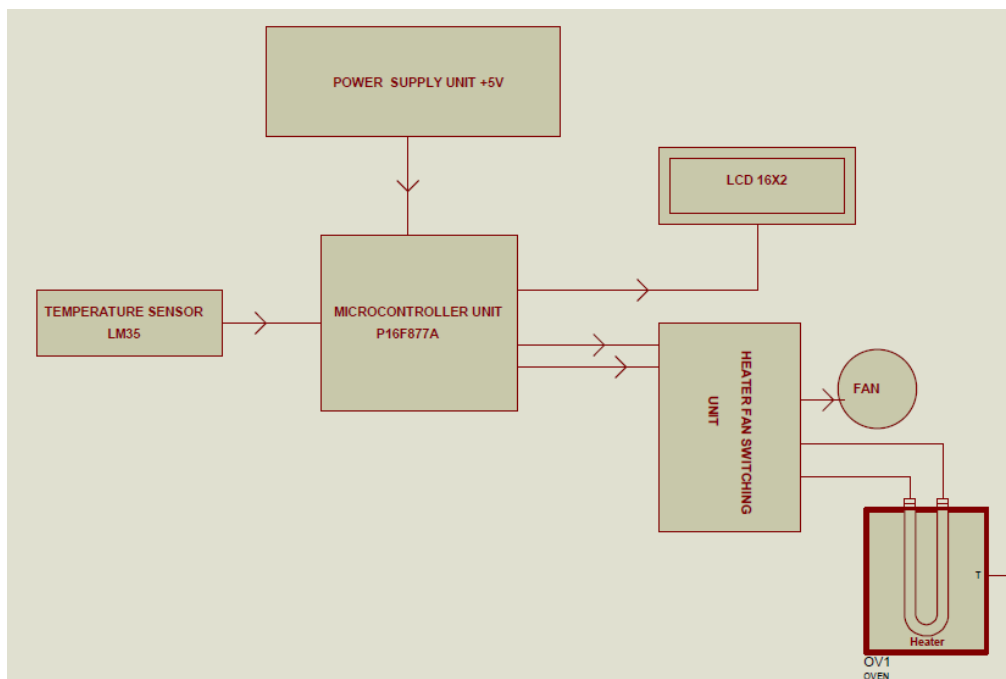 POWER SUPPLY UNIT +5V
LCD 16X2
TEMPERATURE SENSOR
LM35
MICROCONTROLLER UNIT
P16F877A
HEATER FAN SWITCHING
UNIT
FAN
T
Heater
OV1
OVEN